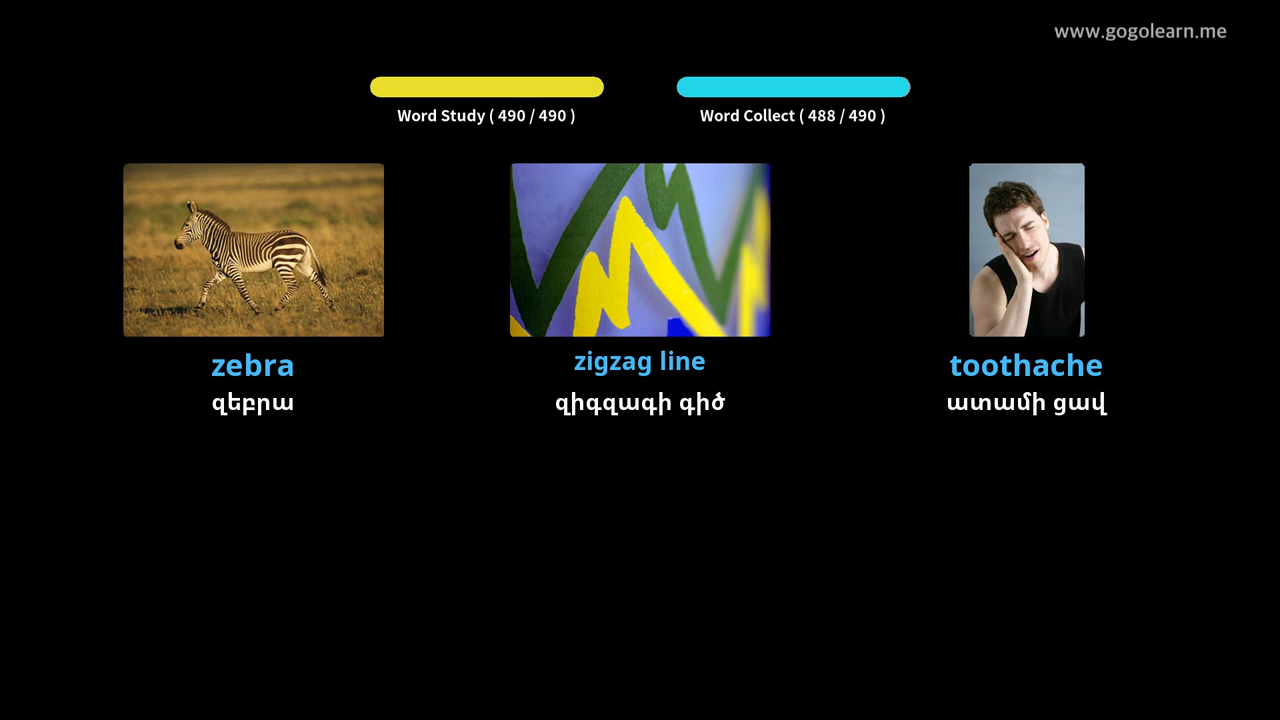 www.gogolearn.me
Word Study ( 490 / 490 )
Word Collect ( 488 / 490 )
zebra
զեբրա
zigzag line
զիգզագի գիծ
toothache
ատամի ցավ